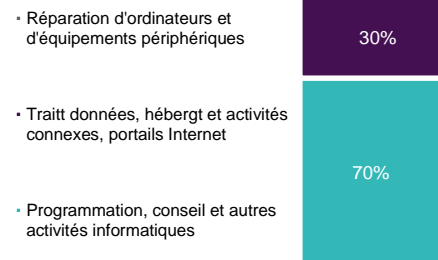 ▪ Réparation d'ordinateurs et
d'équipements périphériques
30%
▪ Traitt données, hébergt et activités
connexes, portails Internet
70%
▪ Programmation, conseil et autres
activités informatiques